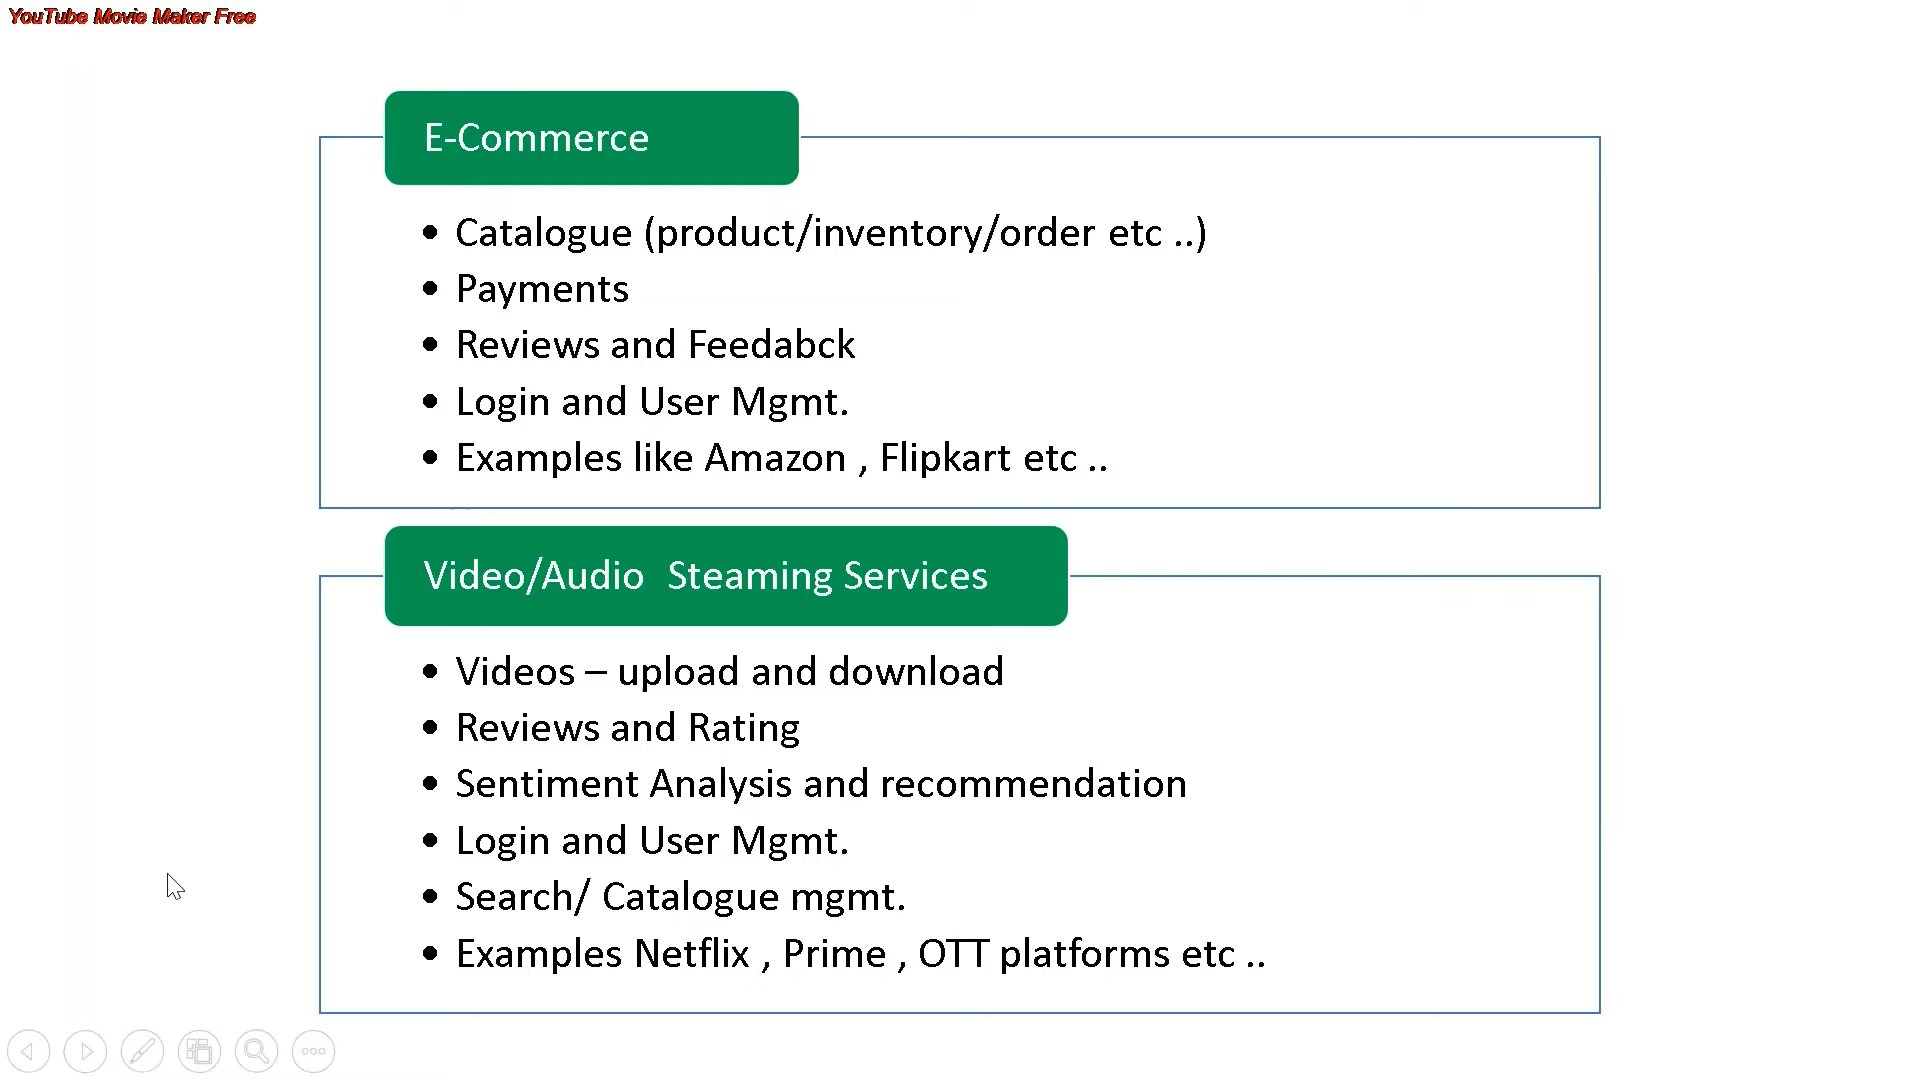 YouTube Movie Maker Free
E-Commerce
• Catalogue (product/inventory/order etc ..)
• Payments
• Reviews and Feedabck
• Login and User Mgmt.
• Examples like Amazon , Flipkart etc ..
Video/Audio  Steaming Services
• Videos – upload and download
• Reviews and Rating
• Sentiment Analysis and recommendation
• Login and User Mgmt.
• Search/ Catalogue mgmt.
• Examples Netflix , Prime , OTT platforms etc ..